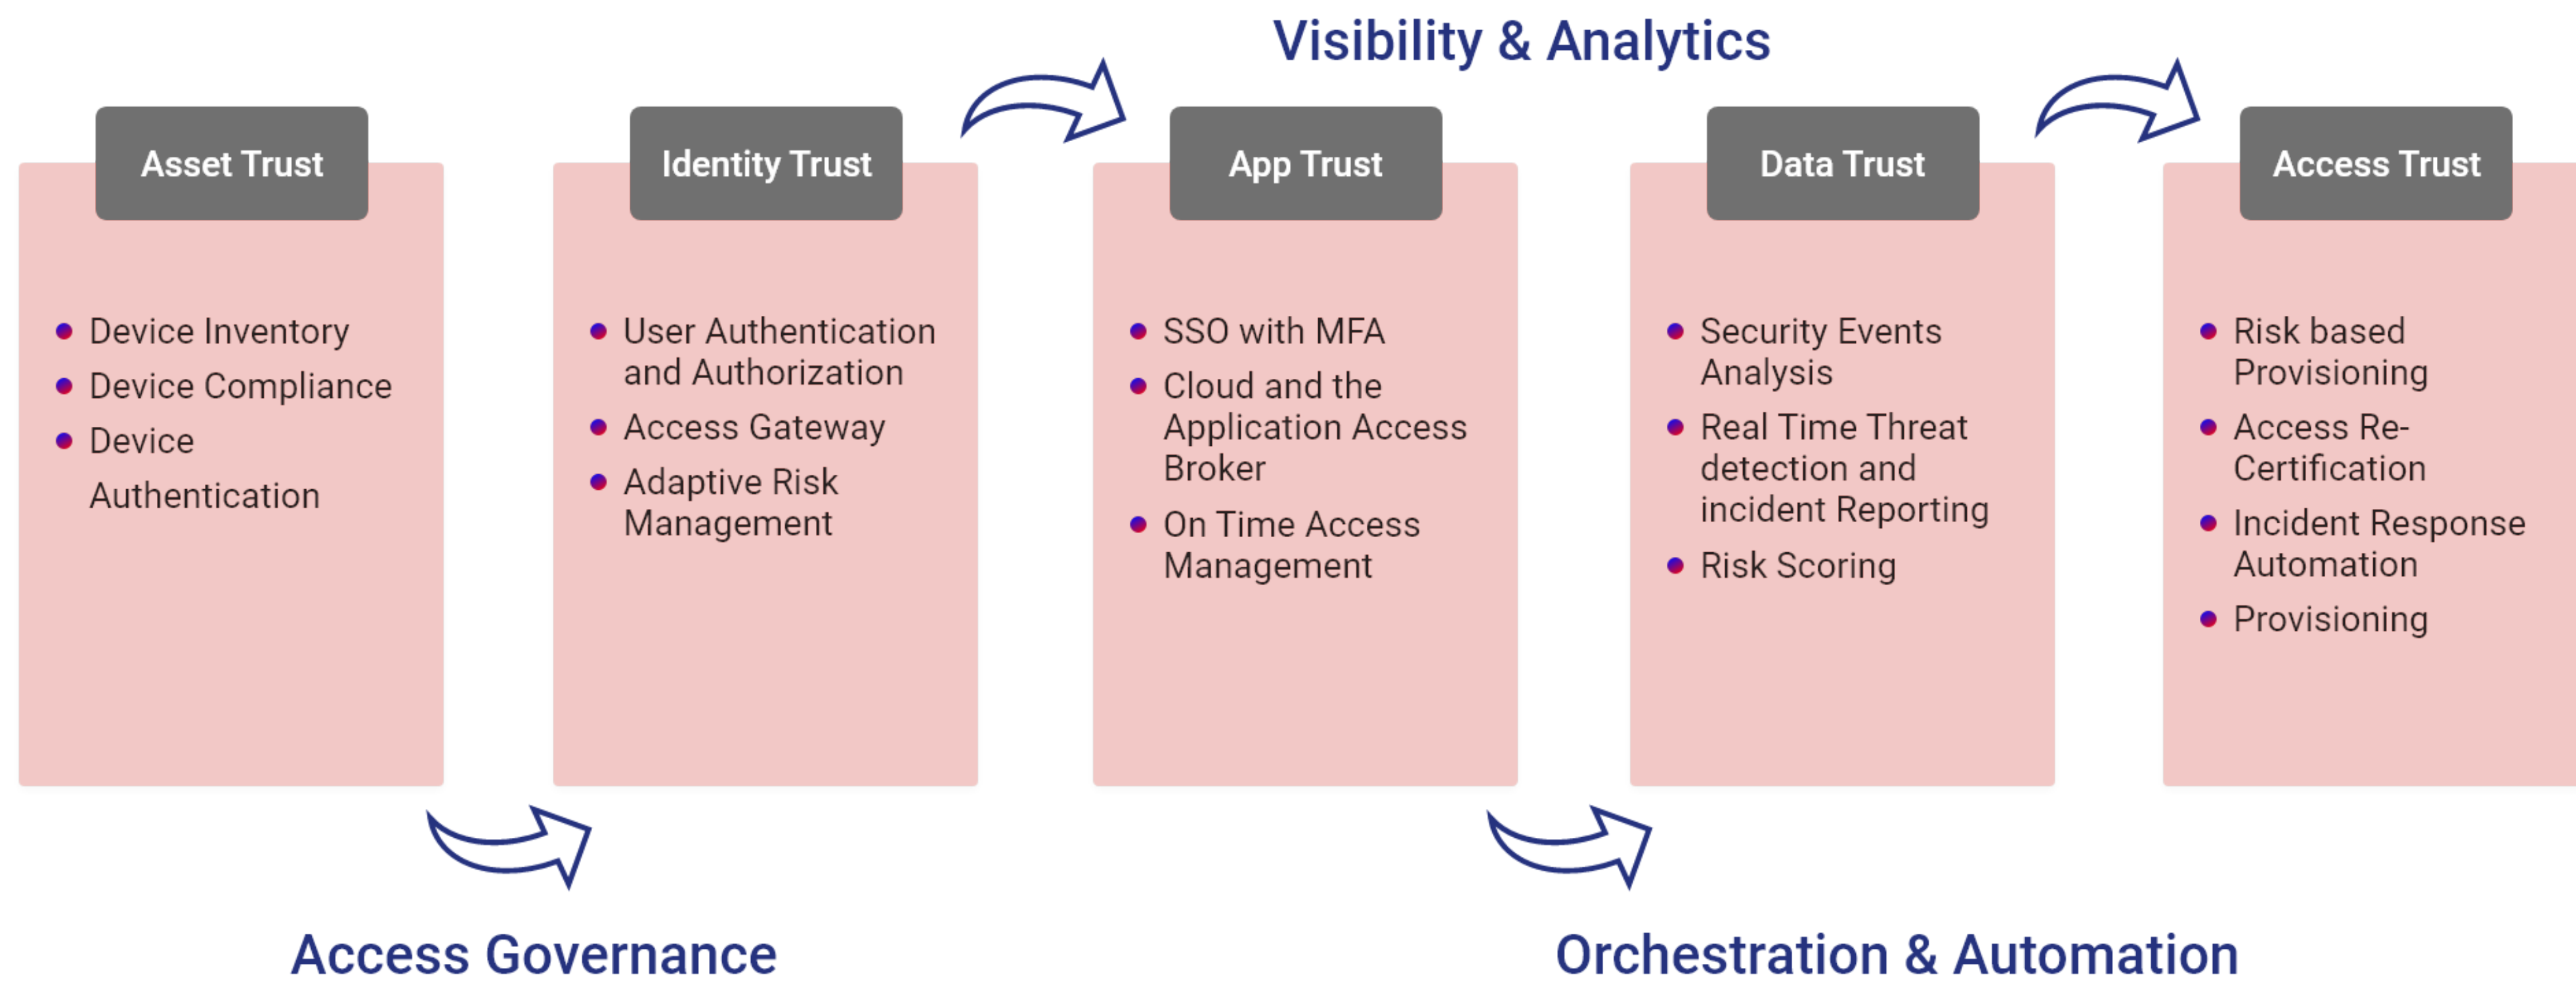 Visibility & Analytics
Asset Trust
Device Inventory
Device Compliance
Device
Authentication
Identity Trust
User Authentication
and Authorization
Access Gateway
Adaptive Risk
Management
App Trust
SSO with MFA
Cloud and the
Application Access
Broker
On Time Access
Management
Data Trust
Security Events
Analysis
Real Time Threat
detection and
incident Reporting
Risk Scoring
Access Trust
Risk based
Provisioning
Access Re-
Certification
Incident Response
Automation
Provisioning
Access Governance
Orchestration & Automation